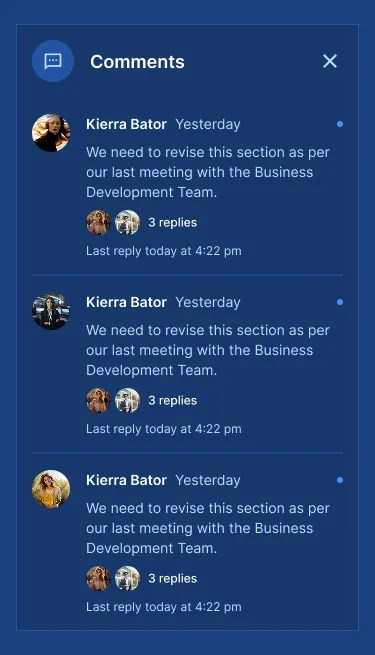 Comments
Kierra Bator Yesterday
We need to revise this section as per
our last meeting with the Business
Development Team.
3 replies
Last reply today at 4:22 pm
Kierra Bator Yesterday
We need to revise this section as per
our last meeting with the Business
Development Team.
3 replies
Last reply today at 4:22 pm
Kierra Bator Yesterday
We need to revise this section as per
our last meeting with the Business
Development Team.
3 replies
Last reply today at 4:22 pm